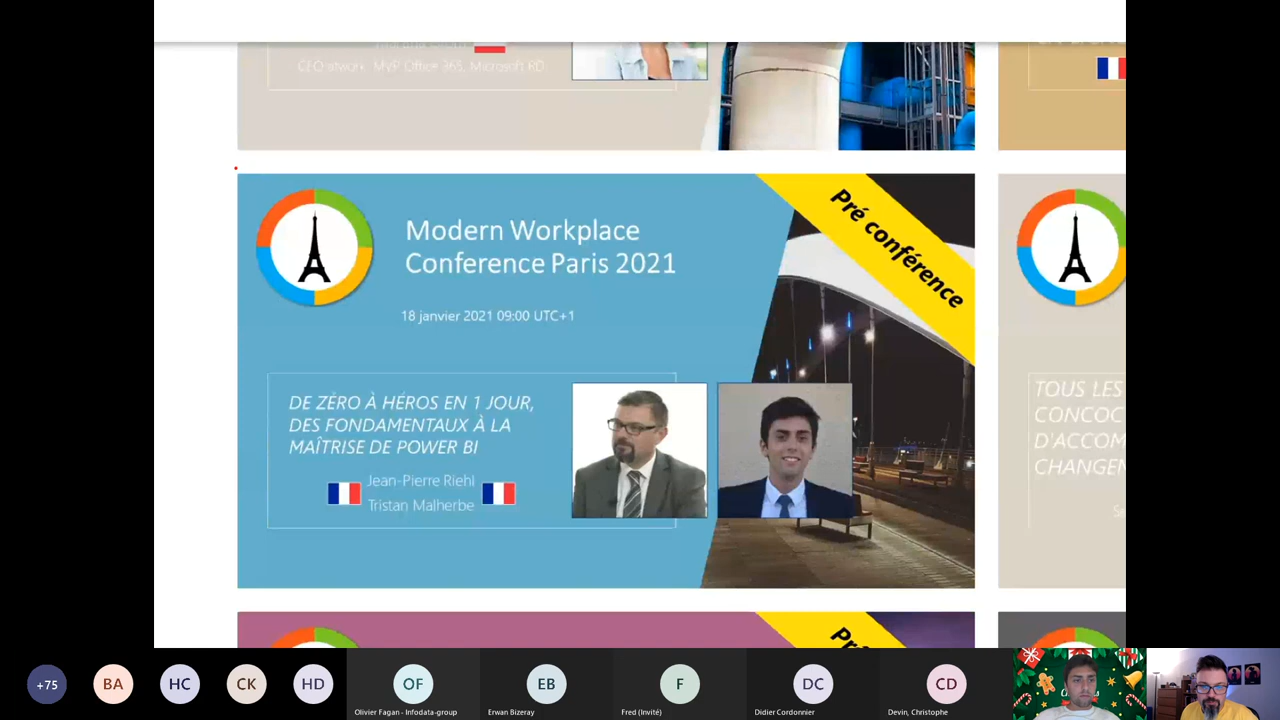 CEO atwork, MVP Office 365, Microsoft RD
Pré conférence
Modern Workplace
Conference Paris 2021
18 janvier 2021 09:00 UTC+1
DE ZÉRO À HÉROS EN 1 JOUR,
DES FONDAMENTAUX À LA
MAÎTRISE DE POWER BI
Jean-Pierre Riehl
Tristan Malherbe
TOUS LES
CONCOC
D'ACCOM
CHANGEM
+75
BA
HC
CK
HD
OF
EB
F
DC
CD
Olivier Fagan - Infodata-group
Erwan Bizeray
Fred (Invité)
Didier Cordonnier
Devin, Christophe